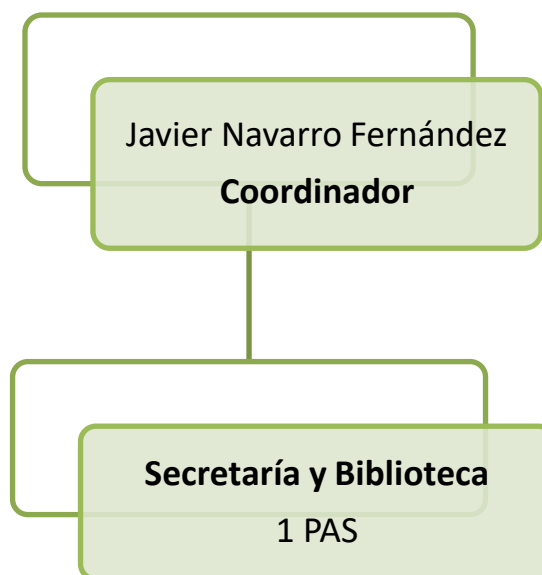 Javier Navarro Fernández
Coordinador
Secretaría y Biblioteca
1 PAS